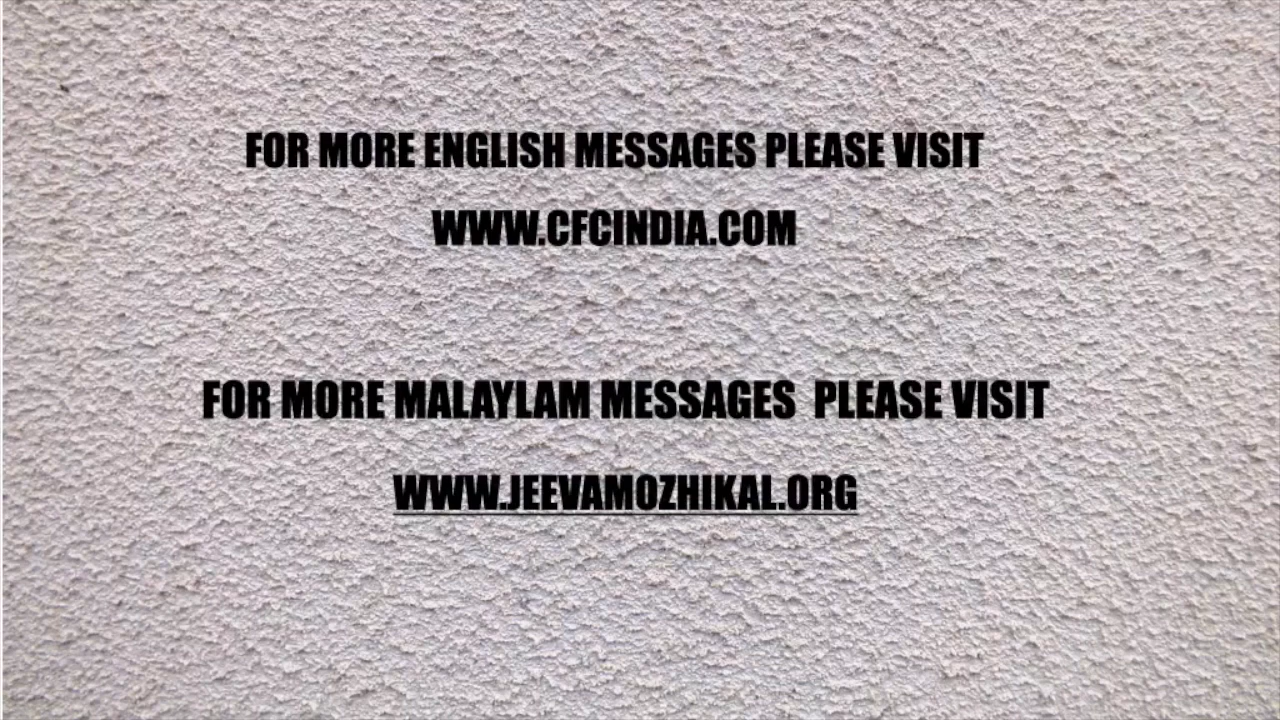 FOR MORE ENGLISH MESSAGES PLEASE VISIT
WWW.CFCINDIA.COM
FOR MORE MALAYLAM MESSAGES PLEASE VISIT
WWW.JEEVAMOZHIKAL.ORG